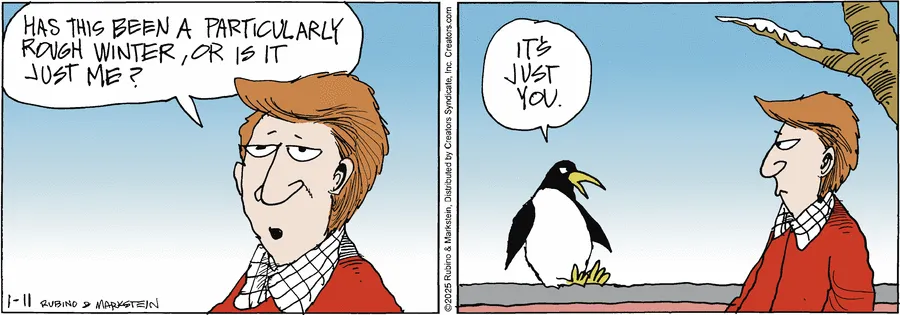 HAS THIS BEEN A PARTICULARLY
ROUGH WINTER, OR IS IT
JUST ME?
1-11 RUBINO & MARKSTEIN
©2025 Rubino & Markstein, Distributed by Creators Syndicate, Inc. Creators.com
IT'S
JUST
YOU.